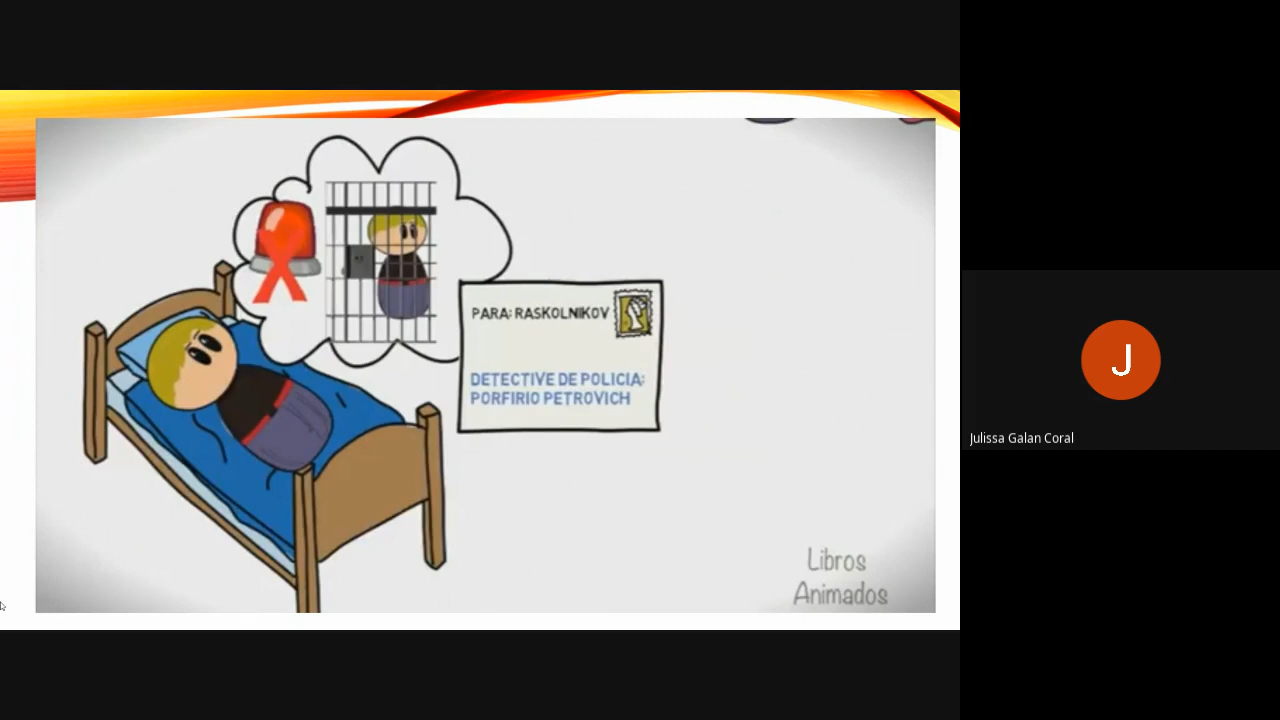 PARA: RASKOLNIKOV
DETECTIVE DE POLICIA:
PORFIRIO PETROVICH
Libros
Animados
J
Julissa Galan Coral